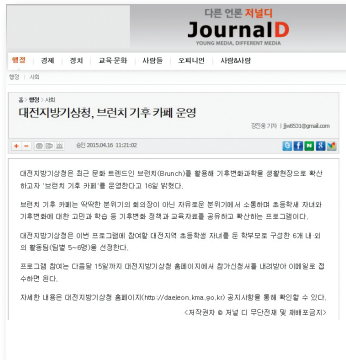 다른 언론 저널디
JournalD
YOUNG MEDIA, DIFFERENT MEDIA
행정 경제 정치 교육·문화 사람들 오피니언 사람&사람
행정 | 사회
홈 > 행정 > 사회
대전지방기상청, 브런치 기후 카페 운영
승인 2015.04.16 11:21:02
대전지방기상청은 최근 문화 트렌드인 브런치(Brunch)를 활용해 기후변화과학을 생활현장으로 확산
하고자 '브런치 기후 카페'를 운영한다고 16일 밝혔다.
브런치 기후 카페는 딱딱한 분위기의 회의장이 아닌 자유로운 분위기에서 소통하며 초등학생 자녀와
기후변화에 대한 고민과 학습 등 기후변화 정책과 교육자료를 공유하고 확산하는 프로그램이다.
대전지방기상청은 이번 프로그램에 참여할 대전지역 초등학생 자녀를 둔 학부모로 구성한 6개 내·외
의 활동팀(팀별 5~6명)을 선정한다.
프로그램 참여는 다음달 15일까지 대전지방기상청 홈페이지에서 참가신청서를 내려받아 이메일로 접
수하면 된다.
자세한 내용은 대전지방기상청 홈페이지(http://daejeon.kma.go.kr) 공지사항을 통해 확인할 수 있다.
<저작권자 © 저널 디 무단전재 및 재배포금지>